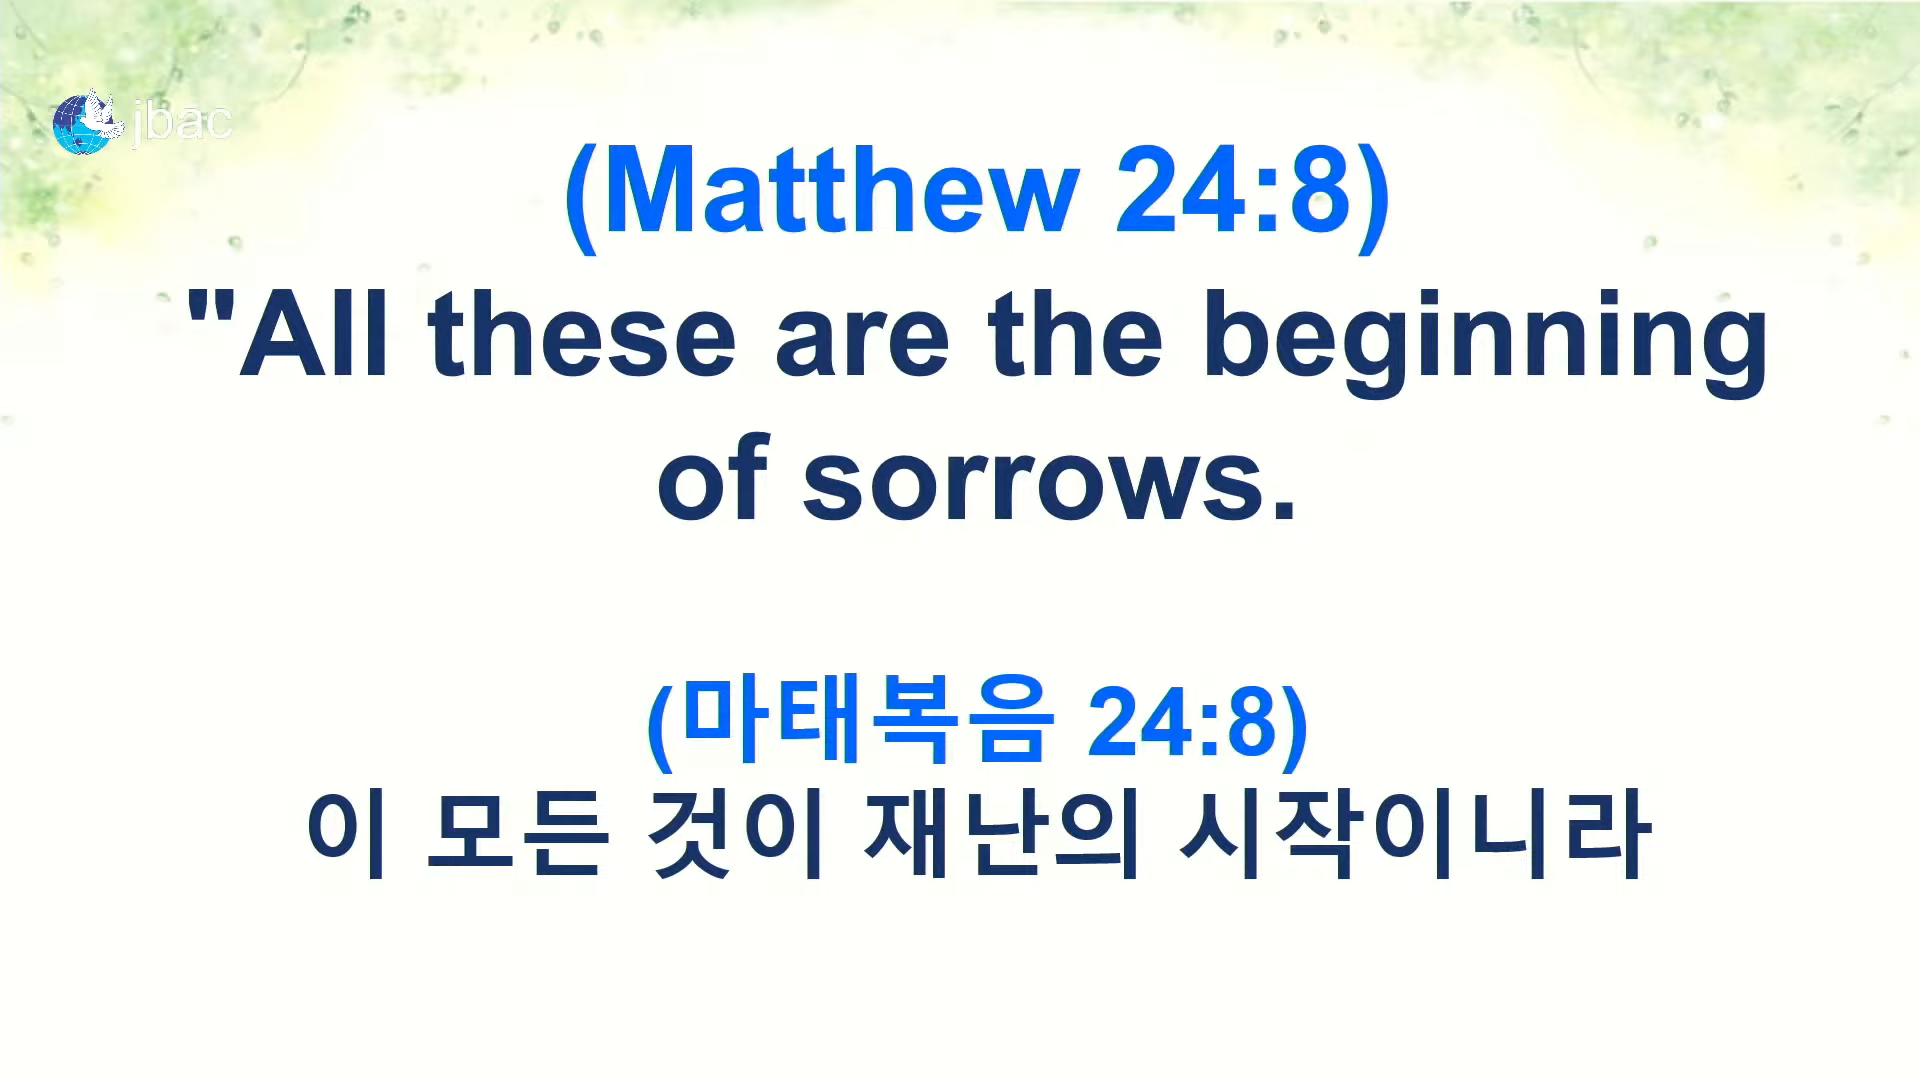 jbac
(Matthew 24:8)
"All these are the beginning
of sorrows.
(마태복음 24:8)
이 모든 것이 재난의 시작이니라